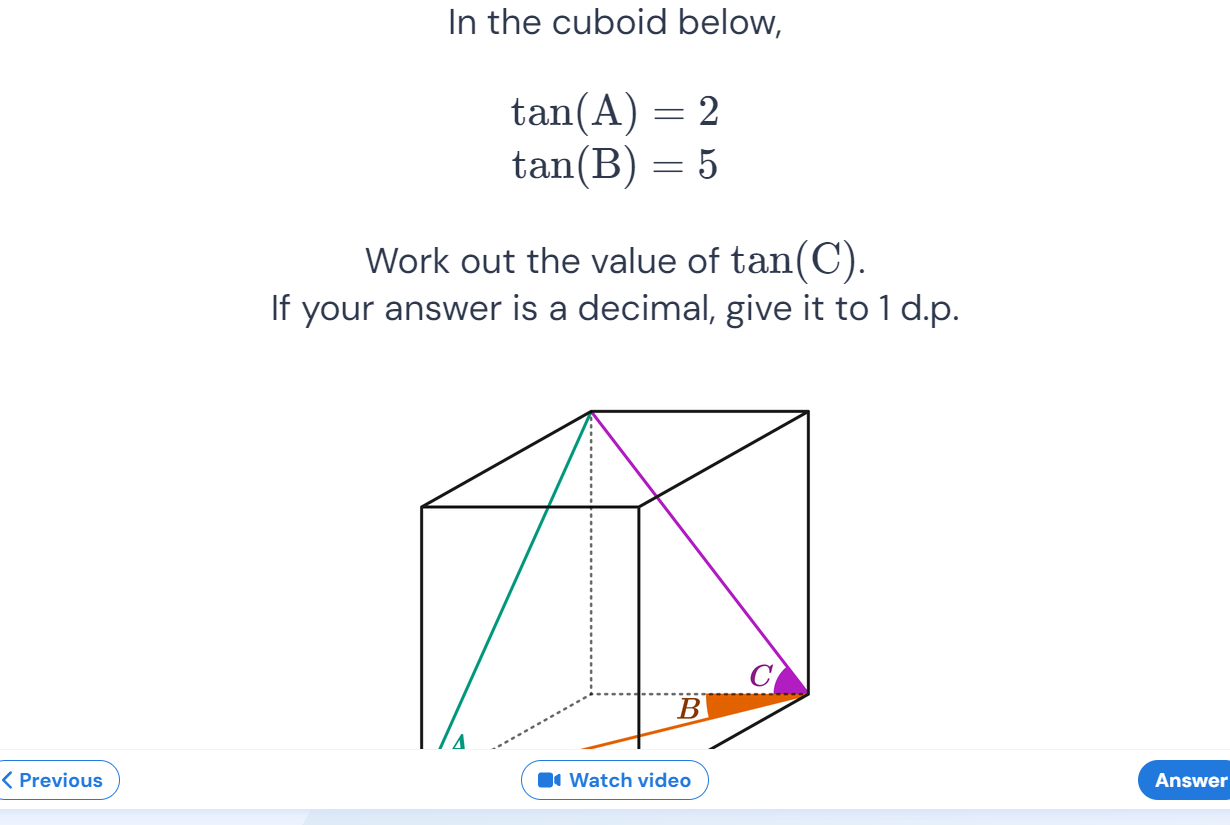 In the cuboid below,
tan(A) = 2
tan(B) = 5
Work out the value of tan(C).
If your answer is a decimal, give it to 1 d.p.
C
B
A
Previous
Watch video
Answer